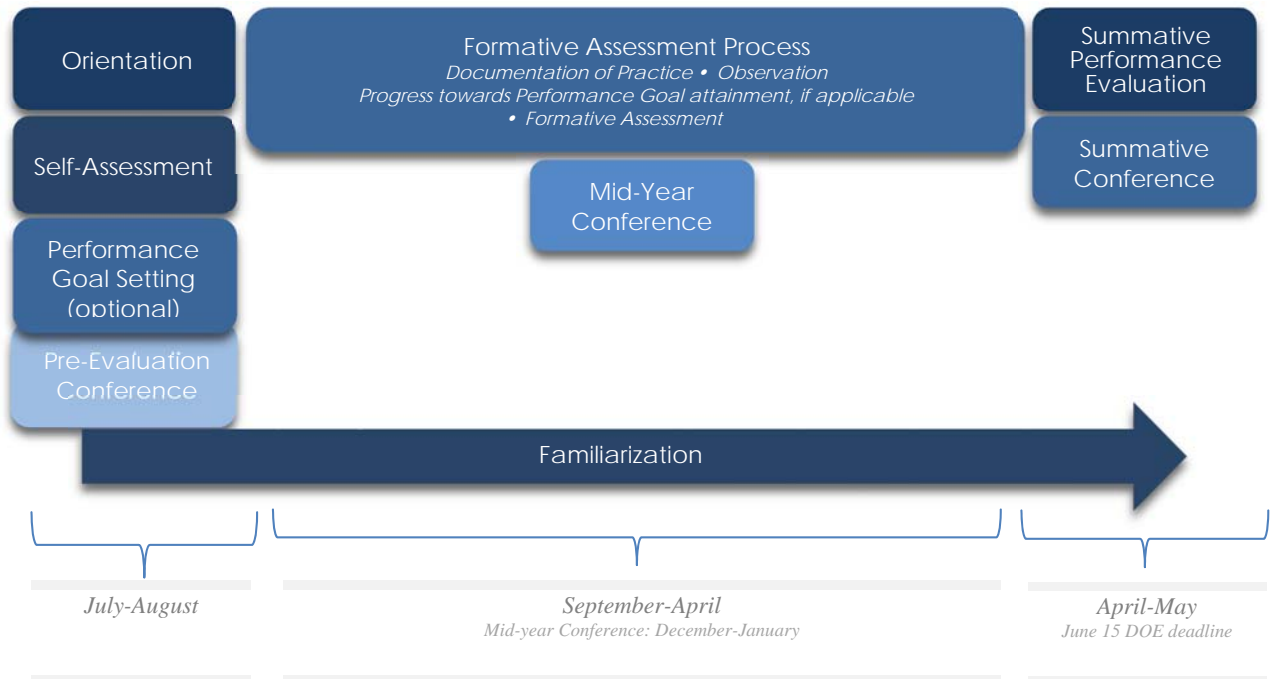 Orientation
Self-Assessment
Performance
Goal Setting
(optional)
Pre-Evaluation
Conference
Formative Assessment Process
Documentation of Practice • Observation
Progress towards Performance Goal attainment, if applicable
• Formative Assessment
Mid-Year
Conference
Summative
Performance
Evaluation
Summative
Conference
Familiarization
July-August
September-April
Mid-year Conference: December-January
April-May
June 15 DOE deadline